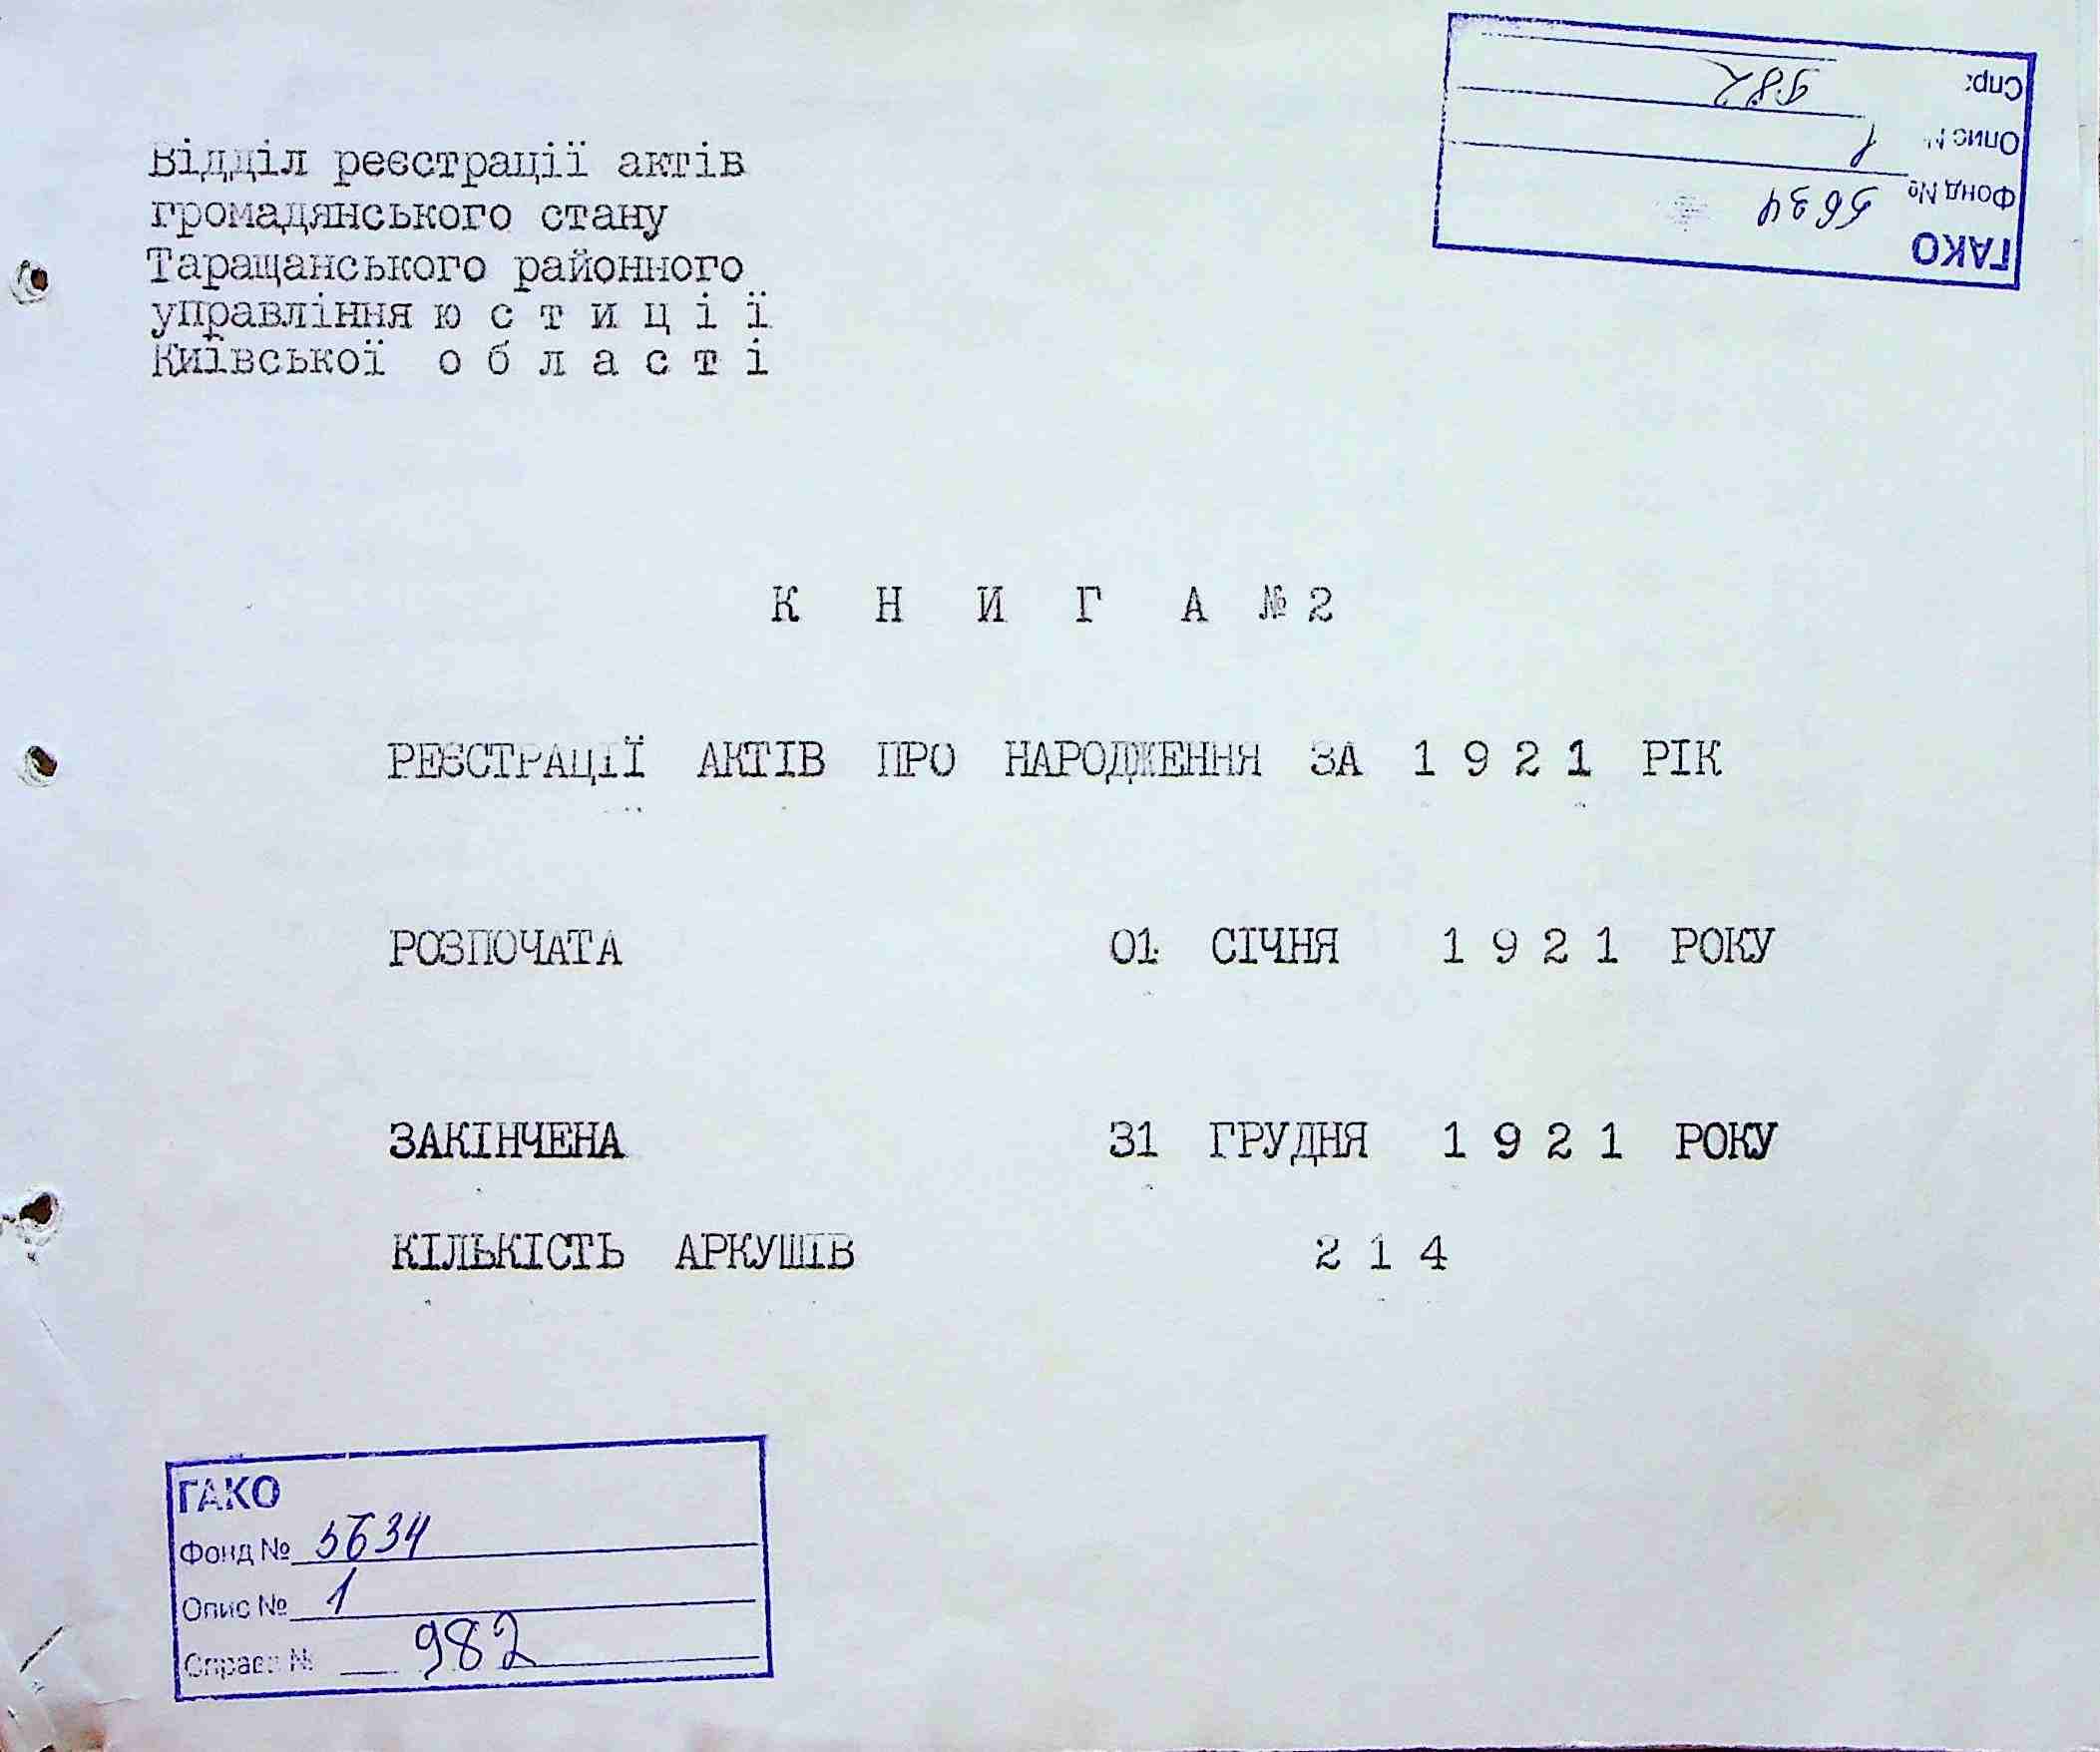 Відділ реєстрації актів
громадянського стану
Таращанського районного
управління ю с т и ц і ї
Київської о б л а с т і
ГАКО
Фонд № 5634
Опис № 1
Спр. 982
К Н И Г А № 2
РЕЄСТРАЦІЇ АКТІВ ПРО НАРОДЖЕННЯ ЗА 1 9 2 1 РІК
РОЗПОЧАТА 01 СІЧНЯ 1 9 2 1 РОКУ
ЗАКІНЧЕНА 31 ГРУДНЯ 1 9 2 1 РОКУ
КІЛЬКІСТЬ АРКУШІВ 2 1 4
ГАКО
Фонд № 5634
Опис № 1
Справа № 982